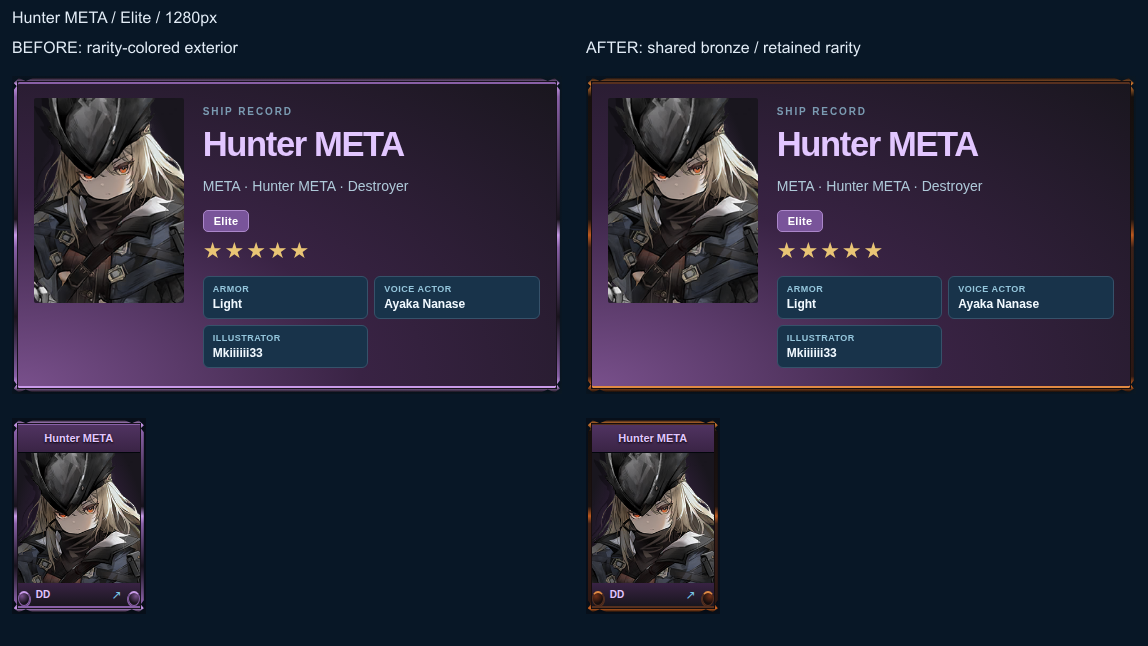 Hunter META / Elite / 1280px
BEFORE: rarity-colored exterior
AFTER: shared bronze / retained rarity
SHIP RECORD
Hunter META
META · Hunter META · Destroyer
Elite
★★★★★
ARMOR
Light
VOICE ACTOR
Ayaka Nanase
ILLUSTRATOR
Mkiiiiii33
SHIP RECORD
Hunter META
META · Hunter META · Destroyer
Elite
★★★★★
ARMOR
Light
VOICE ACTOR
Ayaka Nanase
ILLUSTRATOR
Mkiiiiii33
Hunter META
DD ↗
Hunter META
DD ↗